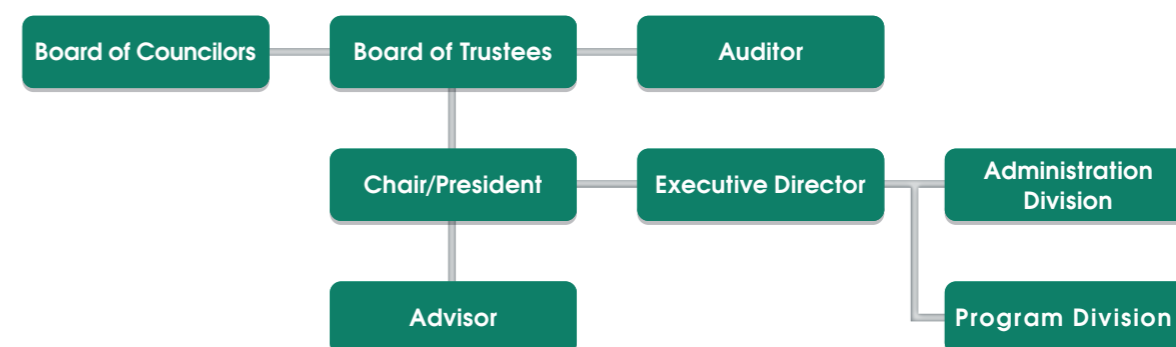 Board of Councilors
Board of Trustees
Auditor
Chair/President
Executive Director
Administration
Division
Advisor
Program Division